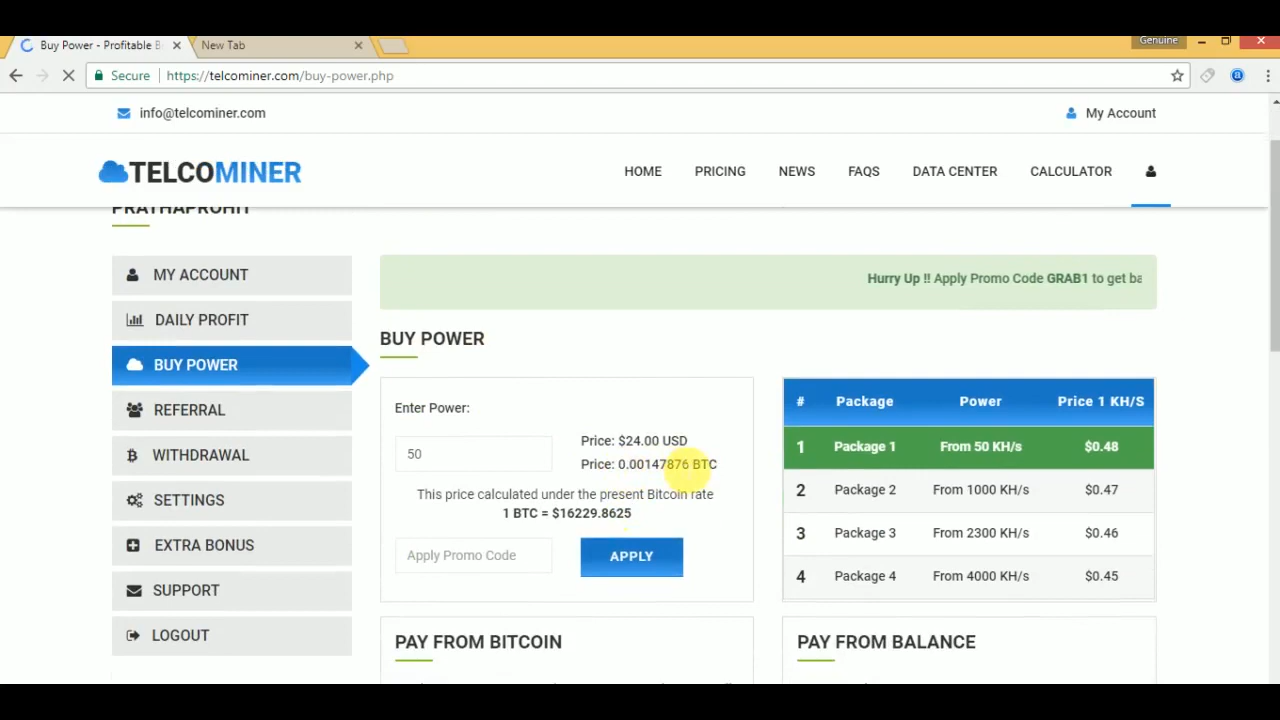 Buy Power - Profitable B
New Tab
Genuine
Secure
https://telcominer.com/buy-power.php
info@telcominer.com
My Account
TELCOMINER
HOME
PRICING
NEWS
FAQS
DATA CENTER
CALCULATOR
PRATHAPROHIT
MY ACCOUNT
DAILY PROFIT
BUY POWER
REFERRAL
WITHDRAWAL
SETTINGS
EXTRA BONUS
SUPPORT
LOGOUT
Hurry Up !! Apply Promo Code GRAB1 to get ba
BUY POWER
Enter Power:
50
Price: $24.00 USD
Price: 0.00147876 BTC
This price calculated under the present Bitcoin rate
1 BTC = $16229.8625
Apply Promo Code
APPLY
# Package Power Price 1 KH/S
1 Package 1 From 50 KH/s $0.48
2 Package 2 From 1000 KH/s $0.47
3 Package 3 From 2300 KH/s $0.46
4 Package 4 From 4000 KH/s $0.45
PAY FROM BITCOIN
PAY FROM BALANCE